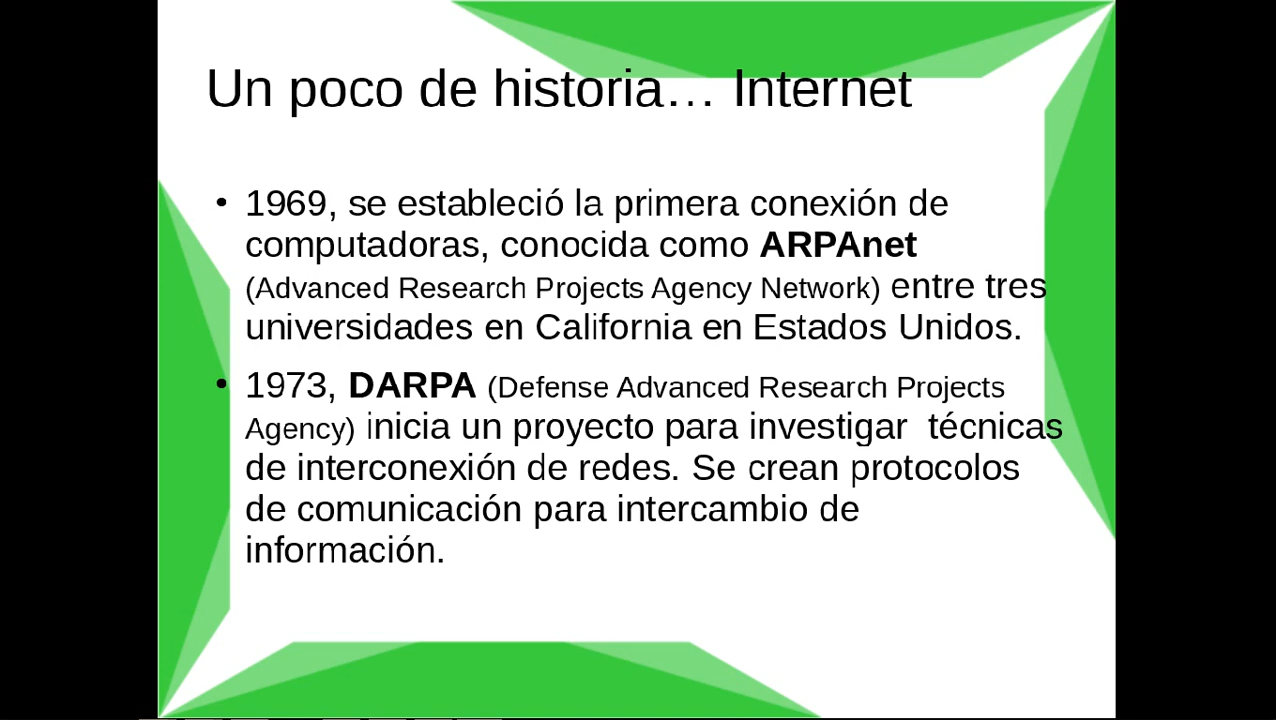 Un poco de historia… Internet
• 1969, se estableció la primera conexión de
computadoras, conocida como ARPAnet
(Advanced Research Projects Agency Network) entre tres
universidades en California en Estados Unidos.
• 1973, DARPA (Defense Advanced Research Projects
Agency) inicia un proyecto para investigar  técnicas
de interconexión de redes. Se crean protocolos
de comunicación para intercambio de
información.